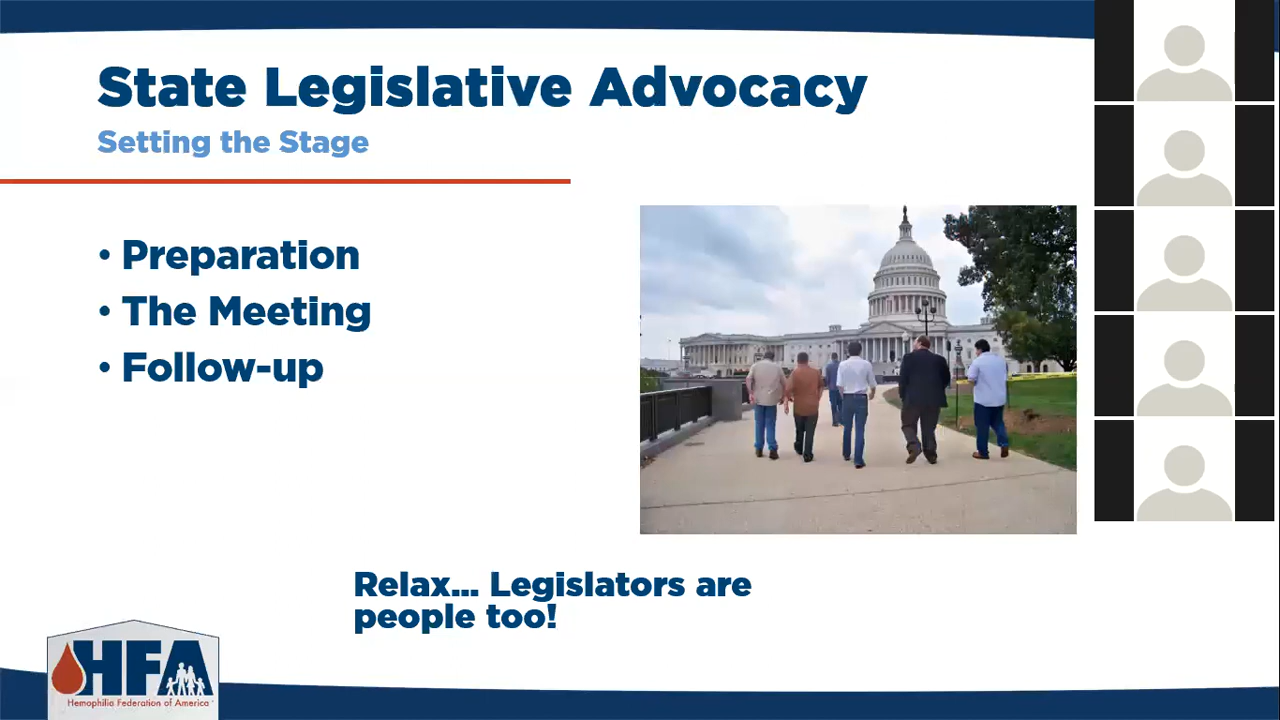 State Legislative Advocacy
Setting the Stage
• Preparation
• The Meeting
• Follow-up
Relax... Legislators are
people too!
HFA
Hemophilia Federation of America